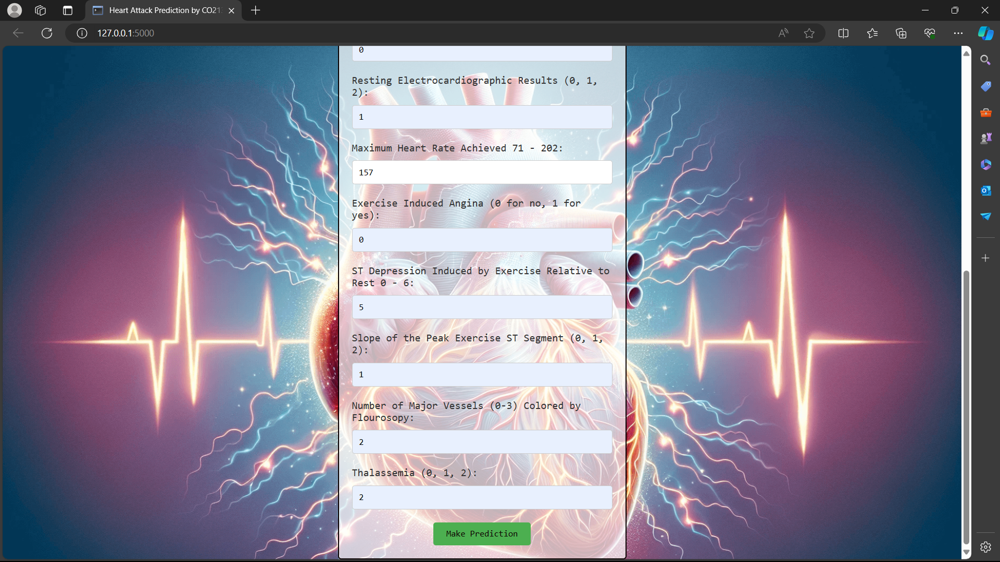 Heart Attack Prediction by CO21
127.0.0.1:5000
0
Resting Electrocardiographic Results (0, 1,
2):
1
Maximum Heart Rate Achieved 71 - 202:
157
Exercise Induced Angina (0 for no, 1 for
yes):
0
ST Depression Induced by Exercise Relative to
Rest 0 - 6:
5
Slope of the Peak Exercise ST Segment (0, 1,
2):
1
Number of Major Vessels (0-3) Colored by
Flourosopy:
2
Thalassemia (0, 1, 2):
2
Make Prediction